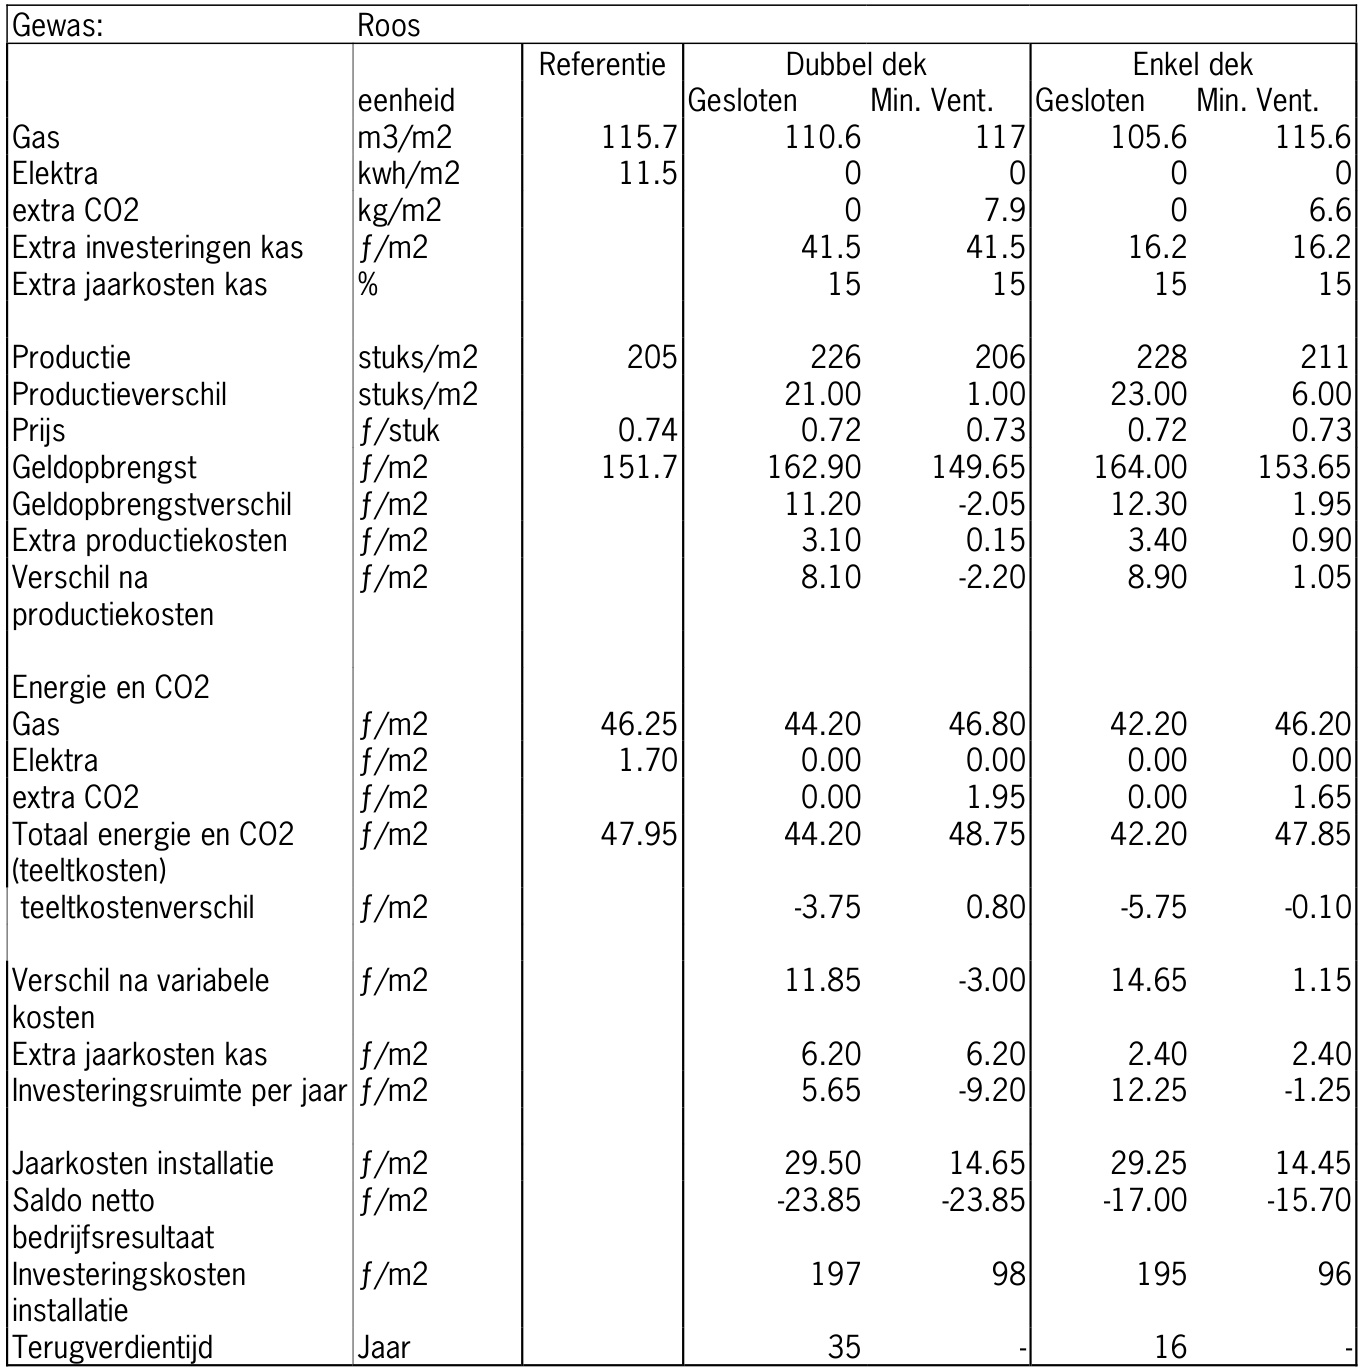 Gewas: Roos
Referentie Dubbel dek Enkel dek
eenheid Gesloten Min. Vent. Gesloten Min. Vent.
Gas m3/m2 115.7 110.6 117 105.6 115.6
Elektra kwh/m2 11.5 0 0 0 0
extra CO2 kg/m2 0 7.9 0 6.6
Extra investeringen kas ƒ/m2 41.5 41.5 16.2 16.2
Extra jaarkosten kas % 15 15 15 15
Productie stuks/m2 205 226 206 228 211
Productieverschil stuks/m2 21.00 1.00 23.00 6.00
Prijs ƒ/stuk 0.74 0.72 0.73 0.72 0.73
Geldopbrengst ƒ/m2 151.7 162.90 149.65 164.00 153.65
Geldopbrengstverschil ƒ/m2 11.20 -2.05 12.30 1.95
Extra productiekosten ƒ/m2 3.10 0.15 3.40 0.90
Verschil na ƒ/m2 8.10 -2.20 8.90 1.05
productiekosten
Energie en CO2
Gas ƒ/m2 46.25 44.20 46.80 42.20 46.20
Elektra ƒ/m2 1.70 0.00 0.00 0.00 0.00
extra CO2 ƒ/m2 0.00 1.95 0.00 1.65
Totaal energie en CO2 ƒ/m2 47.95 44.20 48.75 42.20 47.85
(teeltkosten)
teeltkostenverschil ƒ/m2 -3.75 0.80 -5.75 -0.10
Verschil na variabele ƒ/m2 11.85 -3.00 14.65 1.15
kosten
Extra jaarkosten kas ƒ/m2 6.20 6.20 2.40 2.40
Investeringsruimte per jaar ƒ/m2 5.65 -9.20 12.25 -1.25
Jaarkosten installatie ƒ/m2 29.50 14.65 29.25 14.45
Saldo netto ƒ/m2 -23.85 -23.85 -17.00 -15.70
bedrijfsresultaat
Investeringskosten ƒ/m2 197 98 195 96
installatie
Terugverdientijd Jaar 35 - 16 -